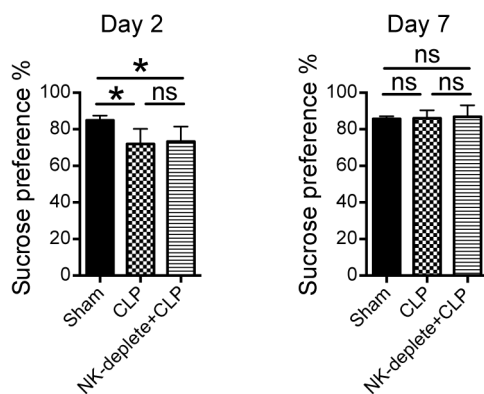 Day 2
Sucrose preference %
100
80
60
40
20
0
*
*
ns
Sham
CLP
NK-deplete+CLP
Day 7
Sucrose preference %
100
80
60
40
20
0
ns
ns
ns
Sham
CLP
NK-deplete+CLP